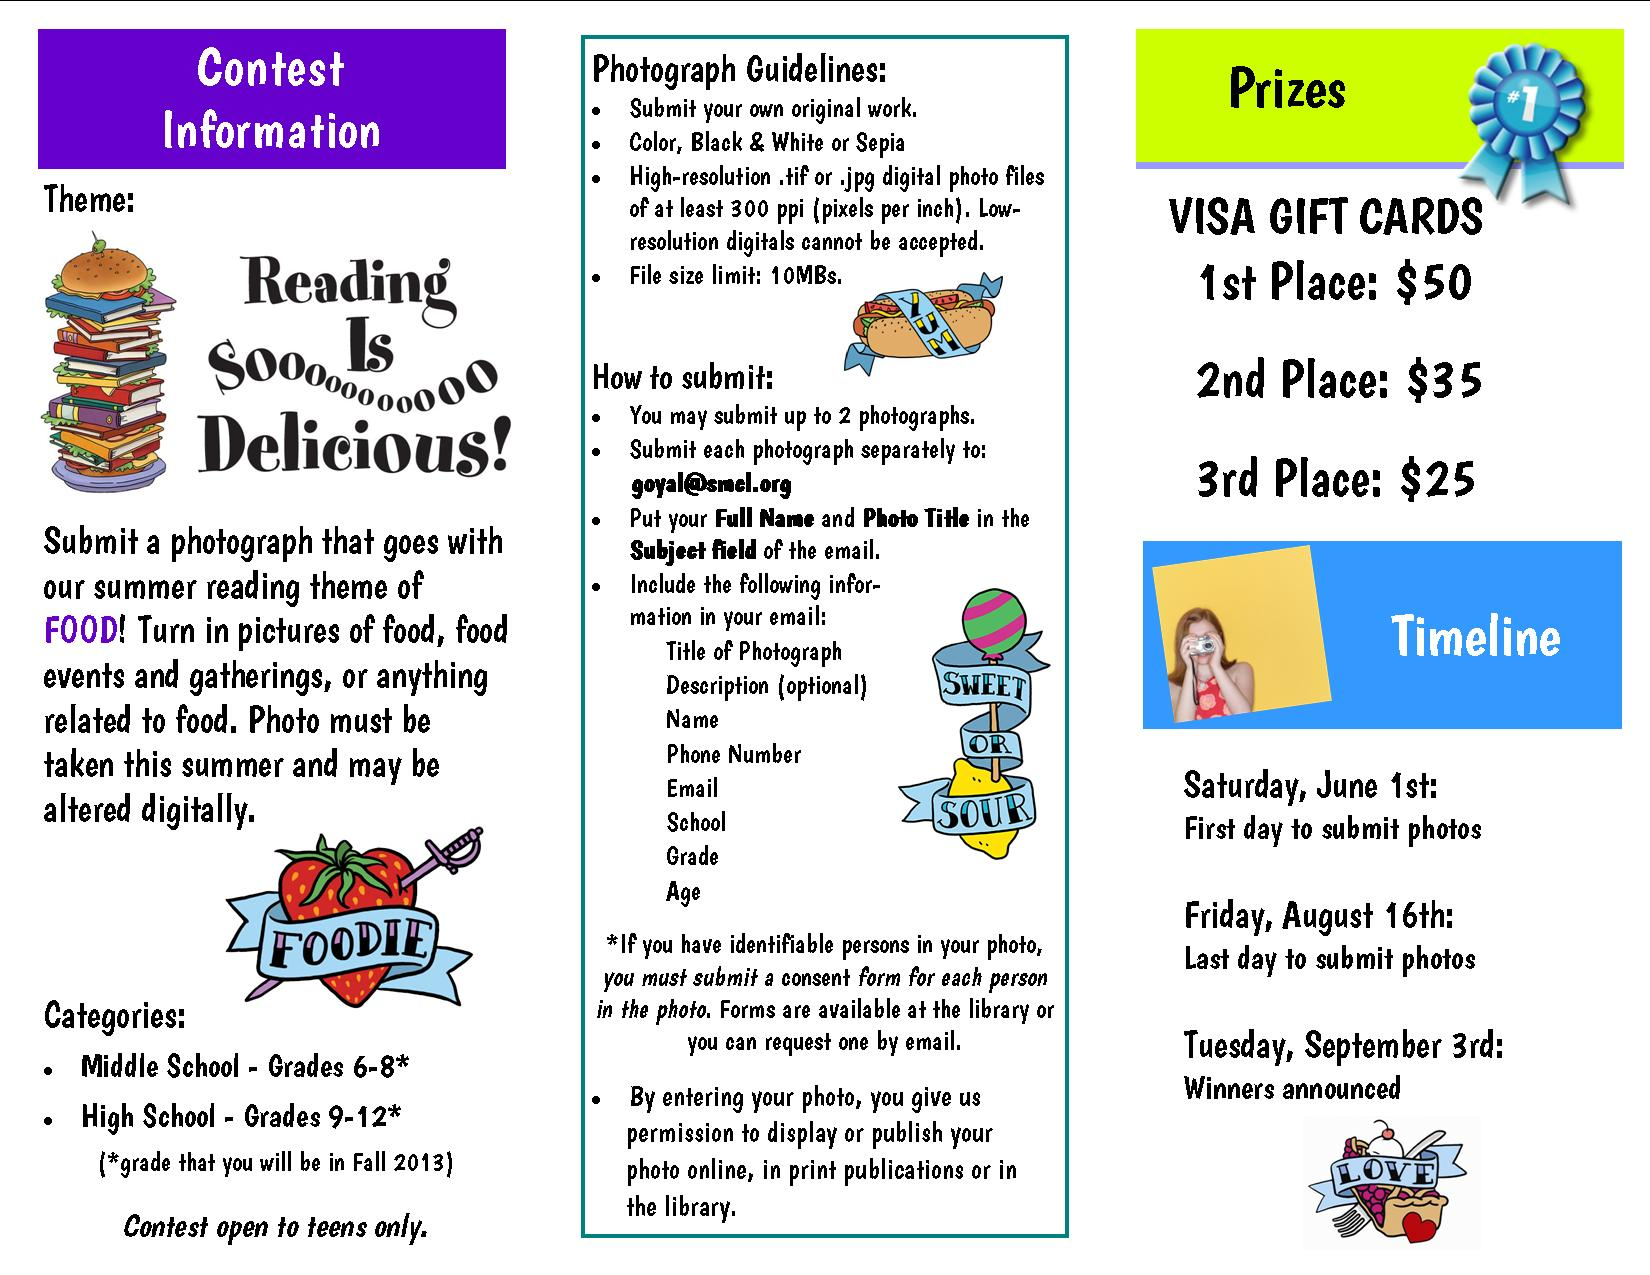 Contest
Information
Theme:
Reading
Is
Sooooooooooo
Delicious!
Submit a photograph that goes with
our summer reading theme of
FOOD! Turn in pictures of food, food
events and gatherings, or anything
related to food. Photo must be
taken this summer and may be
altered digitally.
FOODIE
Categories:
• Middle School - Grades 6-8*
• High School - Grades 9-12*
(*grade that you will be in Fall 2013)
Contest open to teens only.
Photograph Guidelines:
• Submit your own original work.
• Color, Black & White or Sepia
• High-resolution .tif or .jpg digital photo files
of at least 300 ppi (pixels per inch). Low-
resolution digitals cannot be accepted.
• File size limit: 10MBs.
YUM
How to submit:
• You may submit up to 2 photographs.
• Submit each photograph separately to:
goyal@smcl.org
• Put your Full Name and Photo Title in the
Subject field of the email.
• Include the following infor-
mation in your email:
Title of Photograph
Description (optional)
Name
Phone Number
Email
School
Grade
Age
SWEET
OR
SOUR
*If you have identifiable persons in your photo,
you must submit a consent form for each person
in the photo. Forms are available at the library or
you can request one by email.
• By entering your photo, you give us
permission to display or publish your
photo online, in print publications or in
the library.
Prizes
#1
VISA GIFT CARDS
1st Place: $50
2nd Place: $35
3rd Place: $25
Timeline
Saturday, June 1st:
First day to submit photos
Friday, August 16th:
Last day to submit photos
Tuesday, September 3rd:
Winners announced
LOVE